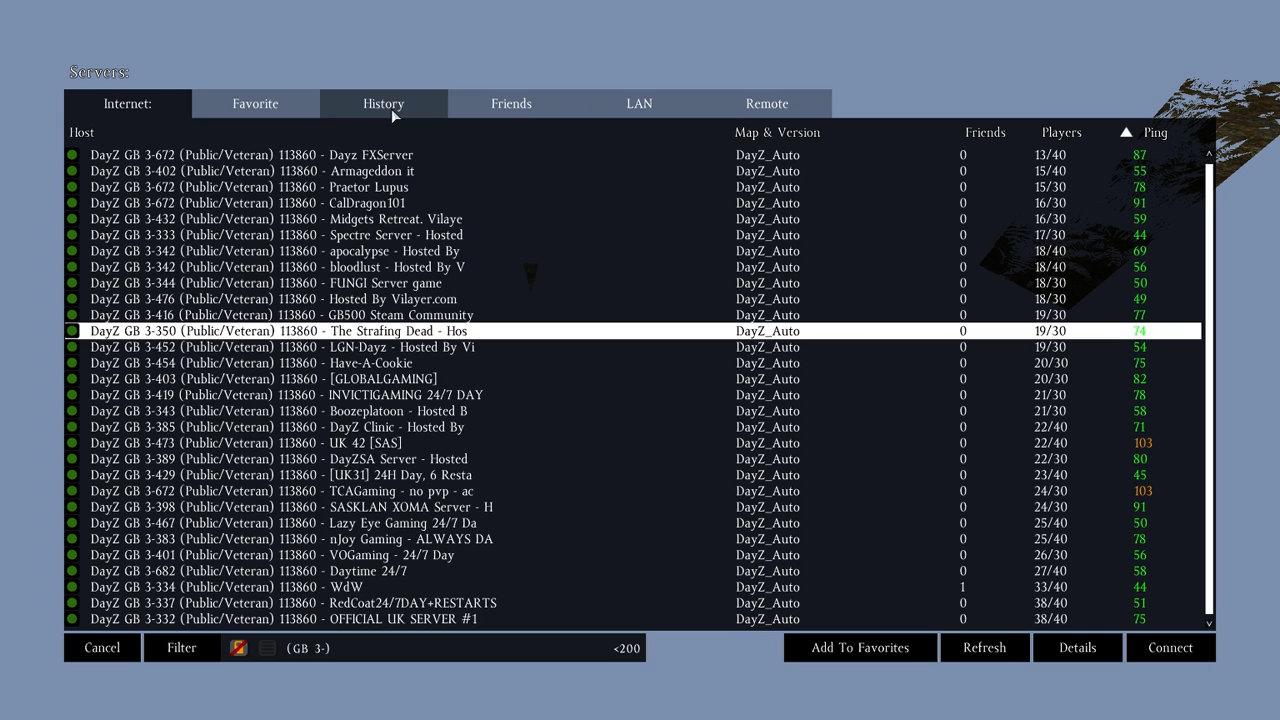 Servers:
Internet: Favorite History Friends LAN Remote
Host Map & Version Friends Players Ping
DayZ GB 3-672 (Public/Veteran) 113860 - Dayz FXServer DayZ_Auto 0 13/40 87
DayZ GB 3-402 (Public/Veteran) 113860 - Armageddon it DayZ_Auto 0 15/40 55
DayZ GB 3-672 (Public/Veteran) 113860 - Praetor Lupus DayZ_Auto 0 15/30 78
DayZ GB 3-672 (Public/Veteran) 113860 - CalDragon101 DayZ_Auto 0 16/30 91
DayZ GB 3-432 (Public/Veteran) 113860 - Midgets Retreat. Vilaye DayZ_Auto 0 16/30 59
DayZ GB 3-333 (Public/Veteran) 113860 - Spectre Server - Hosted DayZ_Auto 0 17/30 44
DayZ GB 3-342 (Public/Veteran) 113860 - apocalypse - Hosted By DayZ_Auto 0 18/40 69
DayZ GB 3-342 (Public/Veteran) 113860 - bloodlust - Hosted By V DayZ_Auto 0 18/40 56
DayZ GB 3-344 (Public/Veteran) 113860 - FUNGI Server game DayZ_Auto 0 18/30 50
DayZ GB 3-476 (Public/Veteran) 113860 - Hosted By Vilayer.com DayZ_Auto 0 18/30 49
DayZ GB 3-416 (Public/Veteran) 113860 - GB500 Steam Community DayZ_Auto 0 19/30 77
DayZ GB 3-350 (Public/Veteran) 113860 - The Strafing Dead - Hos DayZ_Auto 0 19/30 74
DayZ GB 3-452 (Public/Veteran) 113860 - LGN-Dayz - Hosted By Vi DayZ_Auto 0 19/30 54
DayZ GB 3-454 (Public/Veteran) 113860 - Have-A-Cookie DayZ_Auto 0 20/30 75
DayZ GB 3-403 (Public/Veteran) 113860 - [GLOBALGAMING] DayZ_Auto 0 20/30 82
DayZ GB 3-419 (Public/Veteran) 113860 - INVICTIGAMING 24/7 DAY DayZ_Auto 0 21/30 78
DayZ GB 3-343 (Public/Veteran) 113860 - Boozeplatoon - Hosted B DayZ_Auto 0 21/30 58
DayZ GB 3-385 (Public/Veteran) 113860 - DayZ Clinic - Hosted By DayZ_Auto 0 22/40 71
DayZ GB 3-473 (Public/Veteran) 113860 - UK 42 [SAS] DayZ_Auto 0 22/40 103
DayZ GB 3-389 (Public/Veteran) 113860 - DayZSA Server - Hosted DayZ_Auto 0 22/30 80
DayZ GB 3-429 (Public/Veteran) 113860 - [UK31] 24H Day, 6 Resta DayZ_Auto 0 23/40 45
DayZ GB 3-672 (Public/Veteran) 113860 - TCAGaming - no pvp - ac DayZ_Auto 0 24/30 103
DayZ GB 3-398 (Public/Veteran) 113860 - SASKLAN XOMA Server - H DayZ_Auto 0 24/30 91
DayZ GB 3-467 (Public/Veteran) 113860 - Lazy Eye Gaming 24/7 Da DayZ_Auto 0 25/40 50
DayZ GB 3-383 (Public/Veteran) 113860 - nJoy Gaming - ALWAYS DA DayZ_Auto 0 25/40 78
DayZ GB 3-401 (Public/Veteran) 113860 - VOGaming - 24/7 Day DayZ_Auto 0 26/30 56
DayZ GB 3-682 (Public/Veteran) 113860 - Daytime 24/7 DayZ_Auto 0 27/40 58
DayZ GB 3-334 (Public/Veteran) 113860 - WdW DayZ_Auto 1 33/40 44
DayZ GB 3-337 (Public/Veteran) 113860 - RedCoat24/7DAY+RESTARTS DayZ_Auto 0 38/40 51
DayZ GB 3-332 (Public/Veteran) 113860 - OFFICIAL UK SERVER #1 DayZ_Auto 0 38/40 75
Cancel Filter (GB 3-) <200 Add To Favorites Refresh Details Connect